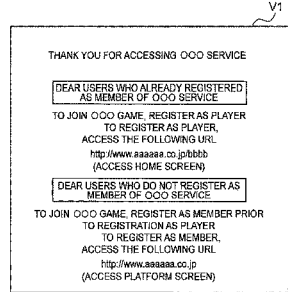 V1
THANK YOU FOR ACCESSING OOO SERVICE
DEAR USERS WHO ALREADY REGISTERED
AS MEMBER OF OOO SERVICE
TO JOIN OOO GAME, REGISTER AS PLAYER
TO REGISTER AS PLAYER,
ACCESS THE FOLLOWING URL
http://www.aaaaaa.co.jp/bbbb
(ACCESS HOME SCREEN)
DEAR USERS WHO DO NOT REGISTER AS
MEMBER OF OOO SERVICE
TO JOIN OOO GAME, REGISTER AS MEMBER PRIOR
TO REGISTRATION AS PLAYER
TO REGISTER AS MEMBER,
ACCESS THE FOLLOWING URL
http://www.aaaaaa.co.jp
(ACCESS PLATFORM SCREEN)